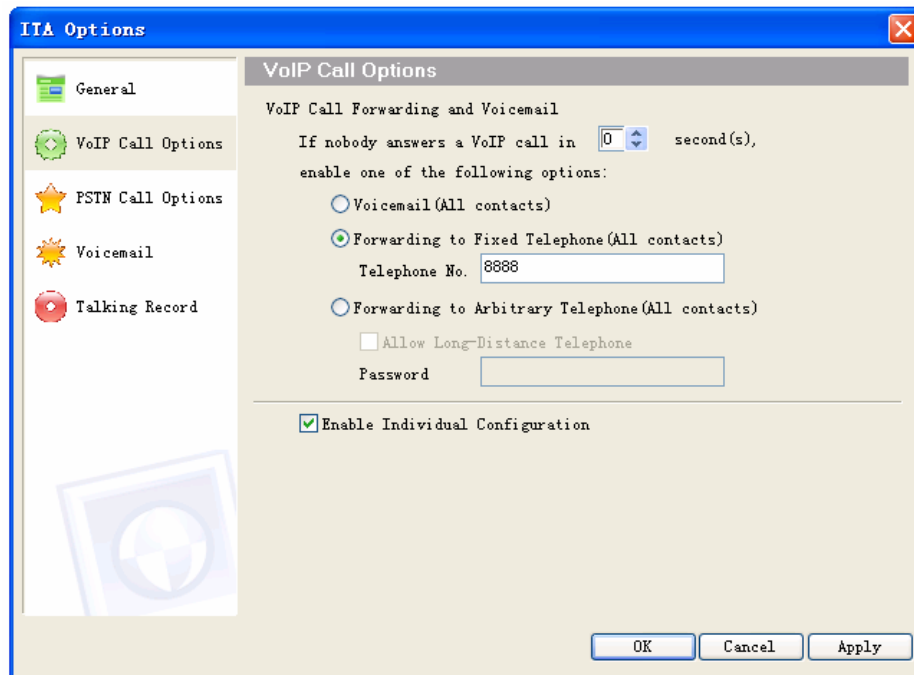 ITA Options
General
VoIP Call Options
PSTN Call Options
Voicemail
Talking Record
VoIP Call Options
VoIP Call Forwarding and Voicemail
If nobody answers a VoIP call in 0 second(s),
enable one of the following options:
Voicemail(All contacts)
Forwarding to Fixed Telephone(All contacts)
Telephone No. 8888
Forwarding to Arbitrary Telephone(All contacts)
Allow Long-Distance Telephone
Password
Enable Individual Configuration
OK Cancel Apply